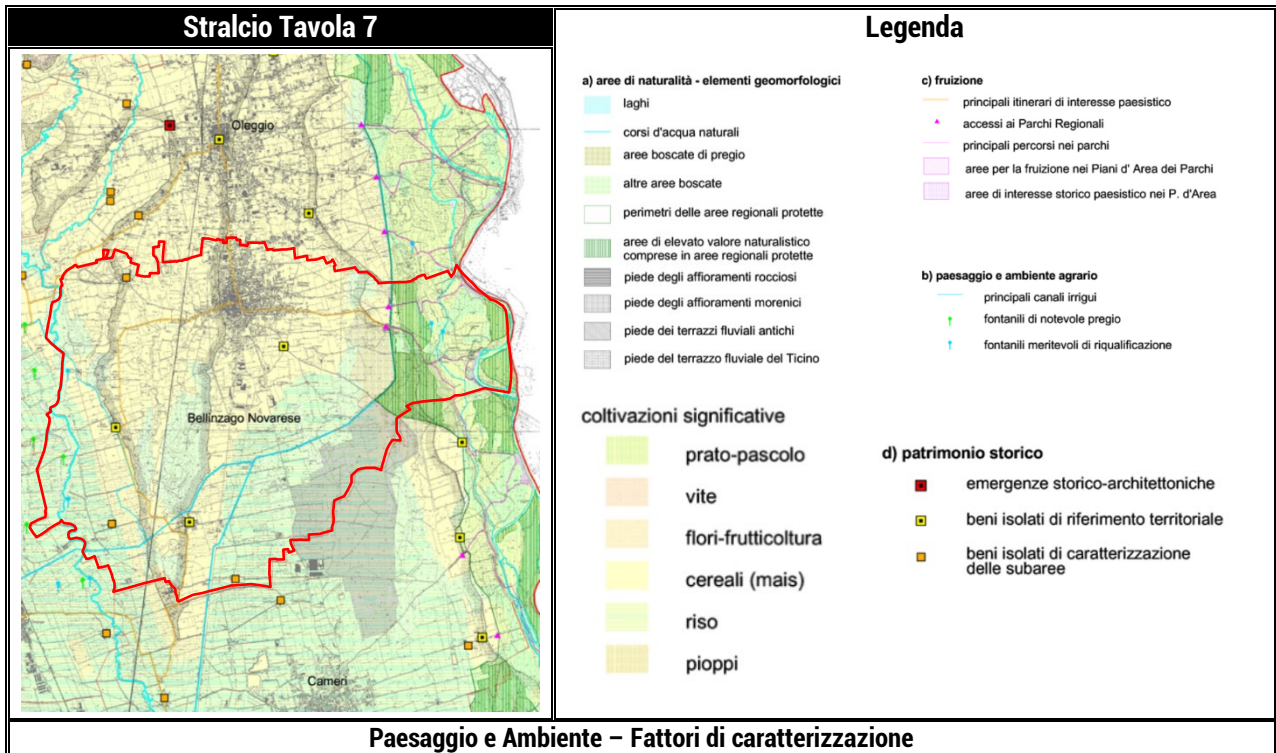 Stralcio Tavola 7
Oleggio
Bellinzago Novarese
Cameri
Legenda
a) aree di naturalità - elementi geomorfologici
laghi
corsi d'acqua naturali
aree boscate di pregio
altre aree boscate
perimetri delle aree regionali protette
aree di elevato valore naturalistico
comprese in aree regionali protette
piede degli affioramenti rocciosi
piede degli affioramenti morenici
piede dei terrazzi fluviali antichi
piede del terrazzo fluviale del Ticino
coltivazioni significative
prato-pascolo
vite
flori-frutticoltura
cereali (mais)
riso
pioppi
c) fruizione
principali itinerari di interesse paesistico
accessi ai Parchi Regionali
principali percorsi nei parchi
aree per la fruizione nei Piani d' Area dei Parchi
aree di interesse storico paesistico nei P. d'Area
b) paesaggio e ambiente agrario
principali canali irrigui
fontanili di notevole pregio
fontanili meritevoli di riqualificazione
d) patrimonio storico
emergenze storico-architettoniche
beni isolati di riferimento territoriale
beni isolati di caratterizzazione
delle subaree
Paesaggio e Ambiente – Fattori di caratterizzazione